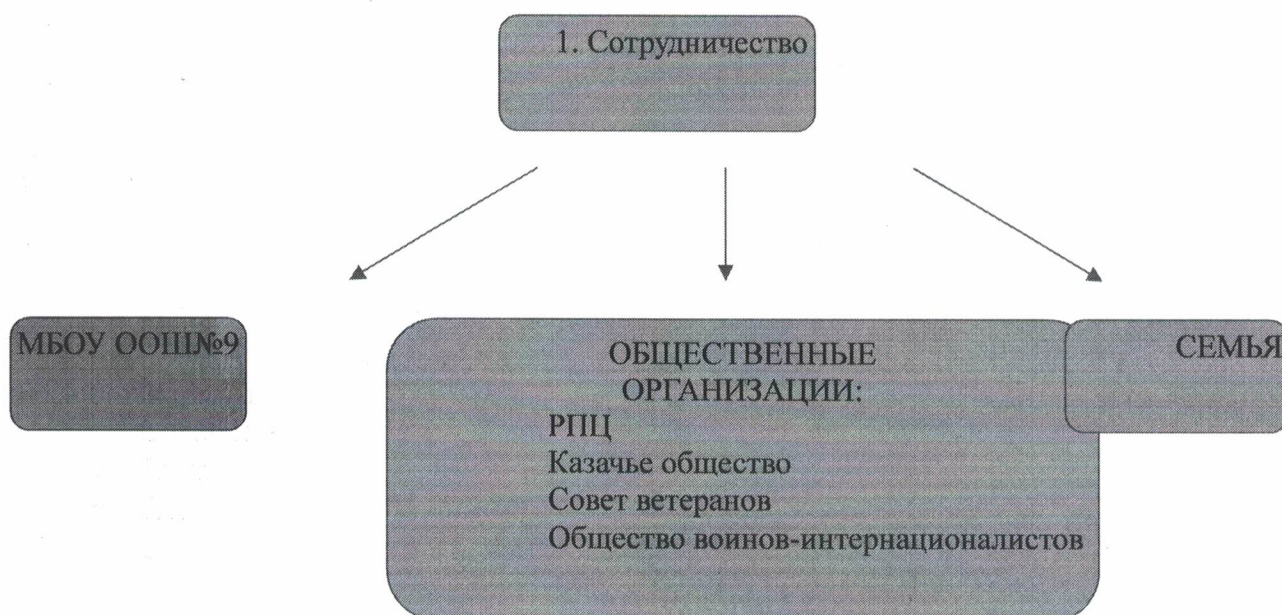 1. Сотрудничество
МБОУ ООШ№9
ОБЩЕСТВЕННЫЕ
ОРГАНИЗАЦИИ:
РПЦ
Казачье общество
Совет ветеранов
Общество воинов-интернационалистов
СЕМЬЯ